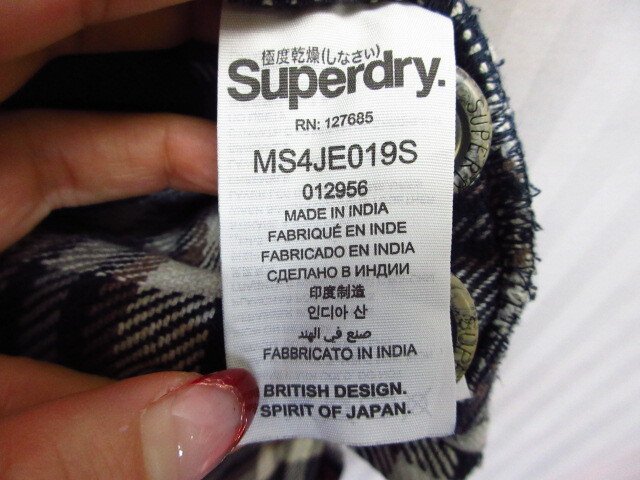 極度乾燥(しなさい)
Superdry.
RN: 127685
MS4JE019S
012956
MADE IN INDIA
FABRIQUÉ EN INDE
FABRICADO EN INDIA
СДЕЛАНО В ИНДИИ
印度制造
인디아 산
صنع في الهند
FABBRICATO IN INDIA
BRITISH DESIGN.
SPIRIT OF JAPAN.
SUPER
SUPER